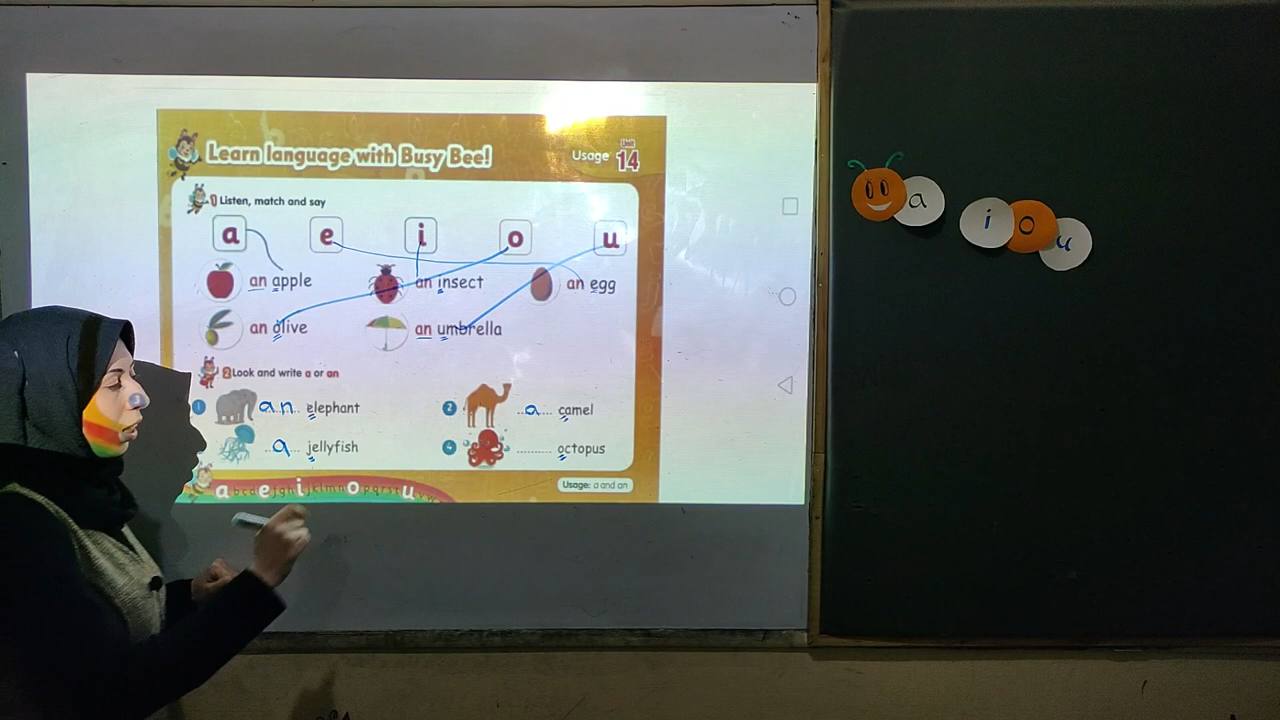 Learn language with Busy Bee!
Usage Unit 14
1 Listen, match and say
a e i o u
an apple an insect an egg
an olive an umbrella
2 Look and write a or an
1 an elephant 2 a camel
a jellyfish 4 .......... octopus
a b c d e f g h i j k l m n o p q r s t u v w
Usage: a and an
a i o u